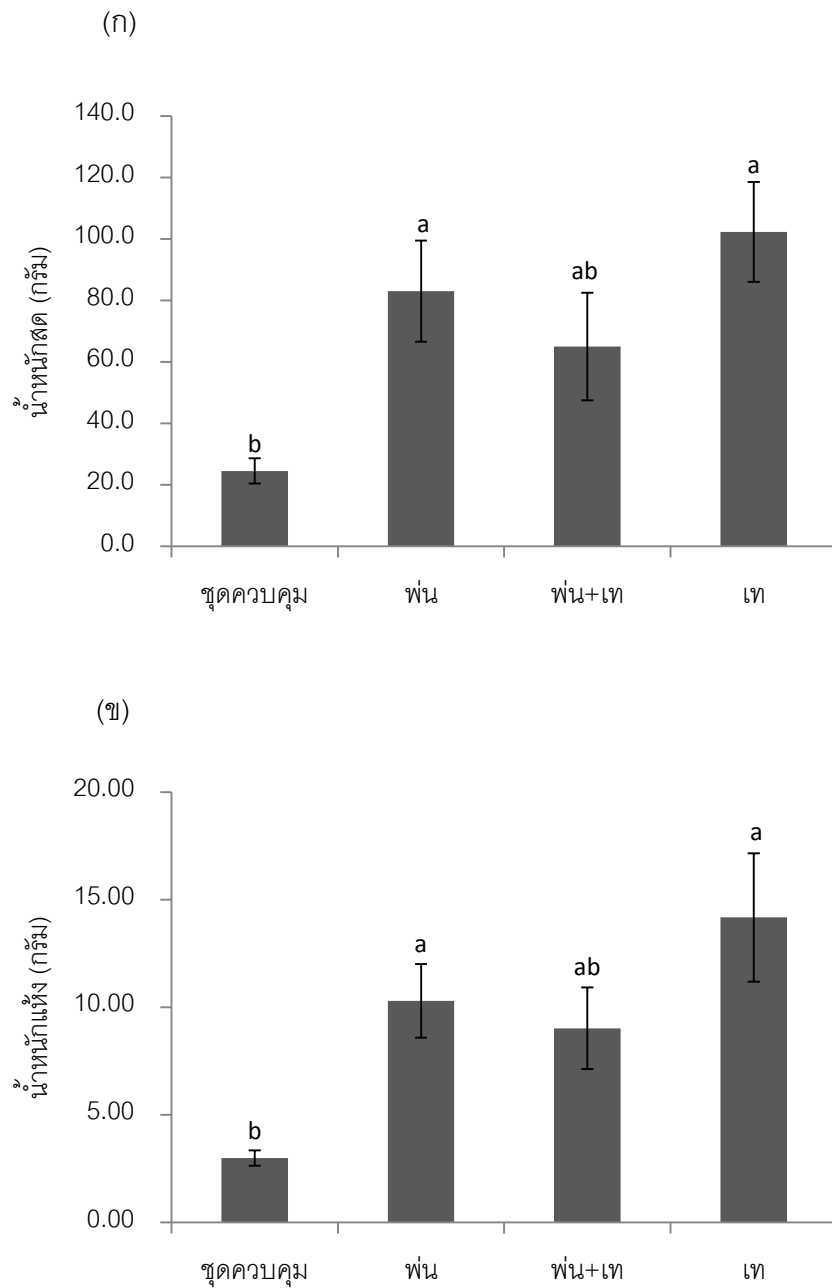 (ก)
น้ำหนักสด (กรัม)
140.0
120.0
100.0
80.0
60.0
40.0
20.0
0.0
b
a
ab
a
ชุดควบคุม พ่น พ่น+เท เท
(ข)
น้ำหนักแห้ง (กรัม)
20.00
15.00
10.00
5.00
0.00
b
a
ab
a
ชุดควบคุม พ่น พ่น+เท เท